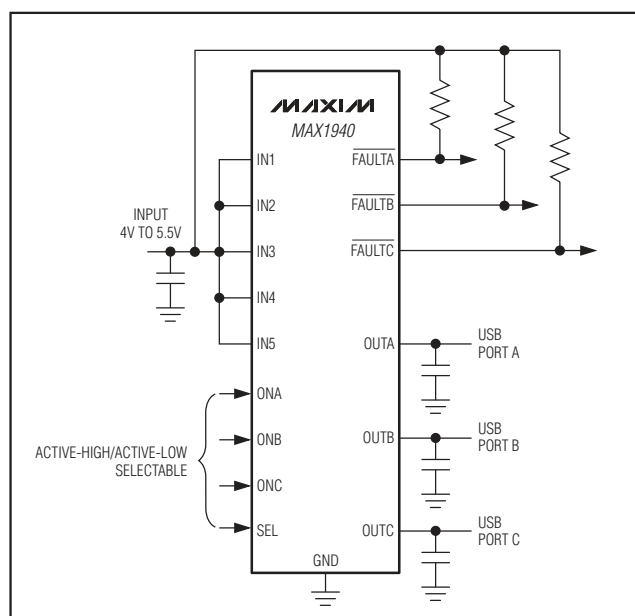 MAXIM
MAX1940
IN1
IN2
IN3
IN4
IN5
INPUT
4V TO 5.5V
ONA
ONB
ONC
SEL
ACTIVE-HIGH/ACTIVE-LOW
SELECTABLE
GND
FAULTA
FAULTB
FAULTC
OUTA
USB
PORT A
OUTB
USB
PORT B
OUTC
USB
PORT C